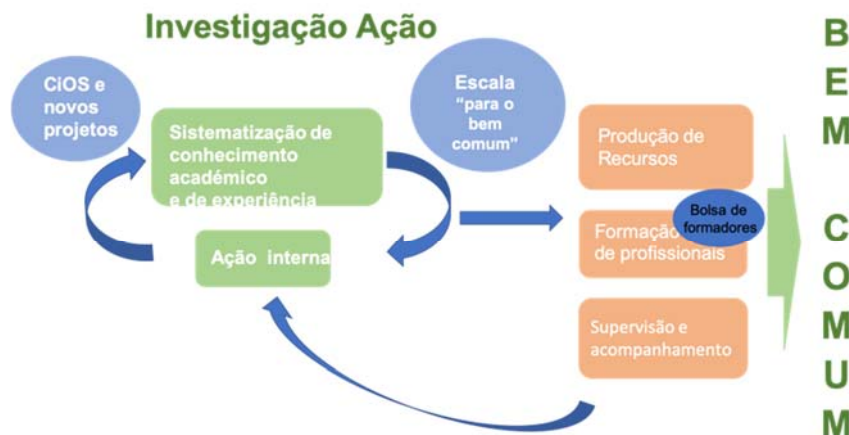 Investigação Ação
CiOS e
novos
projetos
Sistematização de
conhecimento
académico
e de experiência
Ação interna
Escala
“para o
bem
comum”
Produção de
Recursos
Bolsa de
formadores
Formação
de profissionais
Supervisão e
acompanhamento
B
E
M
C
O
M
U
M